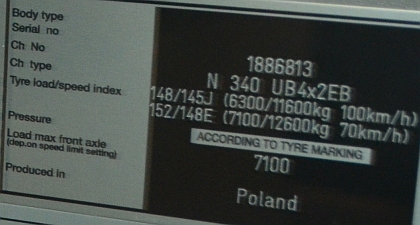 Body type
Serial no
Ch No 1886813
Ch type N 340 UB4x2EB
Tyre load/speed index 148/145J (6300/11600kg 100km/h)
152/148E (7100/12600kg 70km/h)
Pressure ACCORDING TO TYRE MARKING
Load max front axle 7100
(dep.on speed limit setting)
Produced in Poland